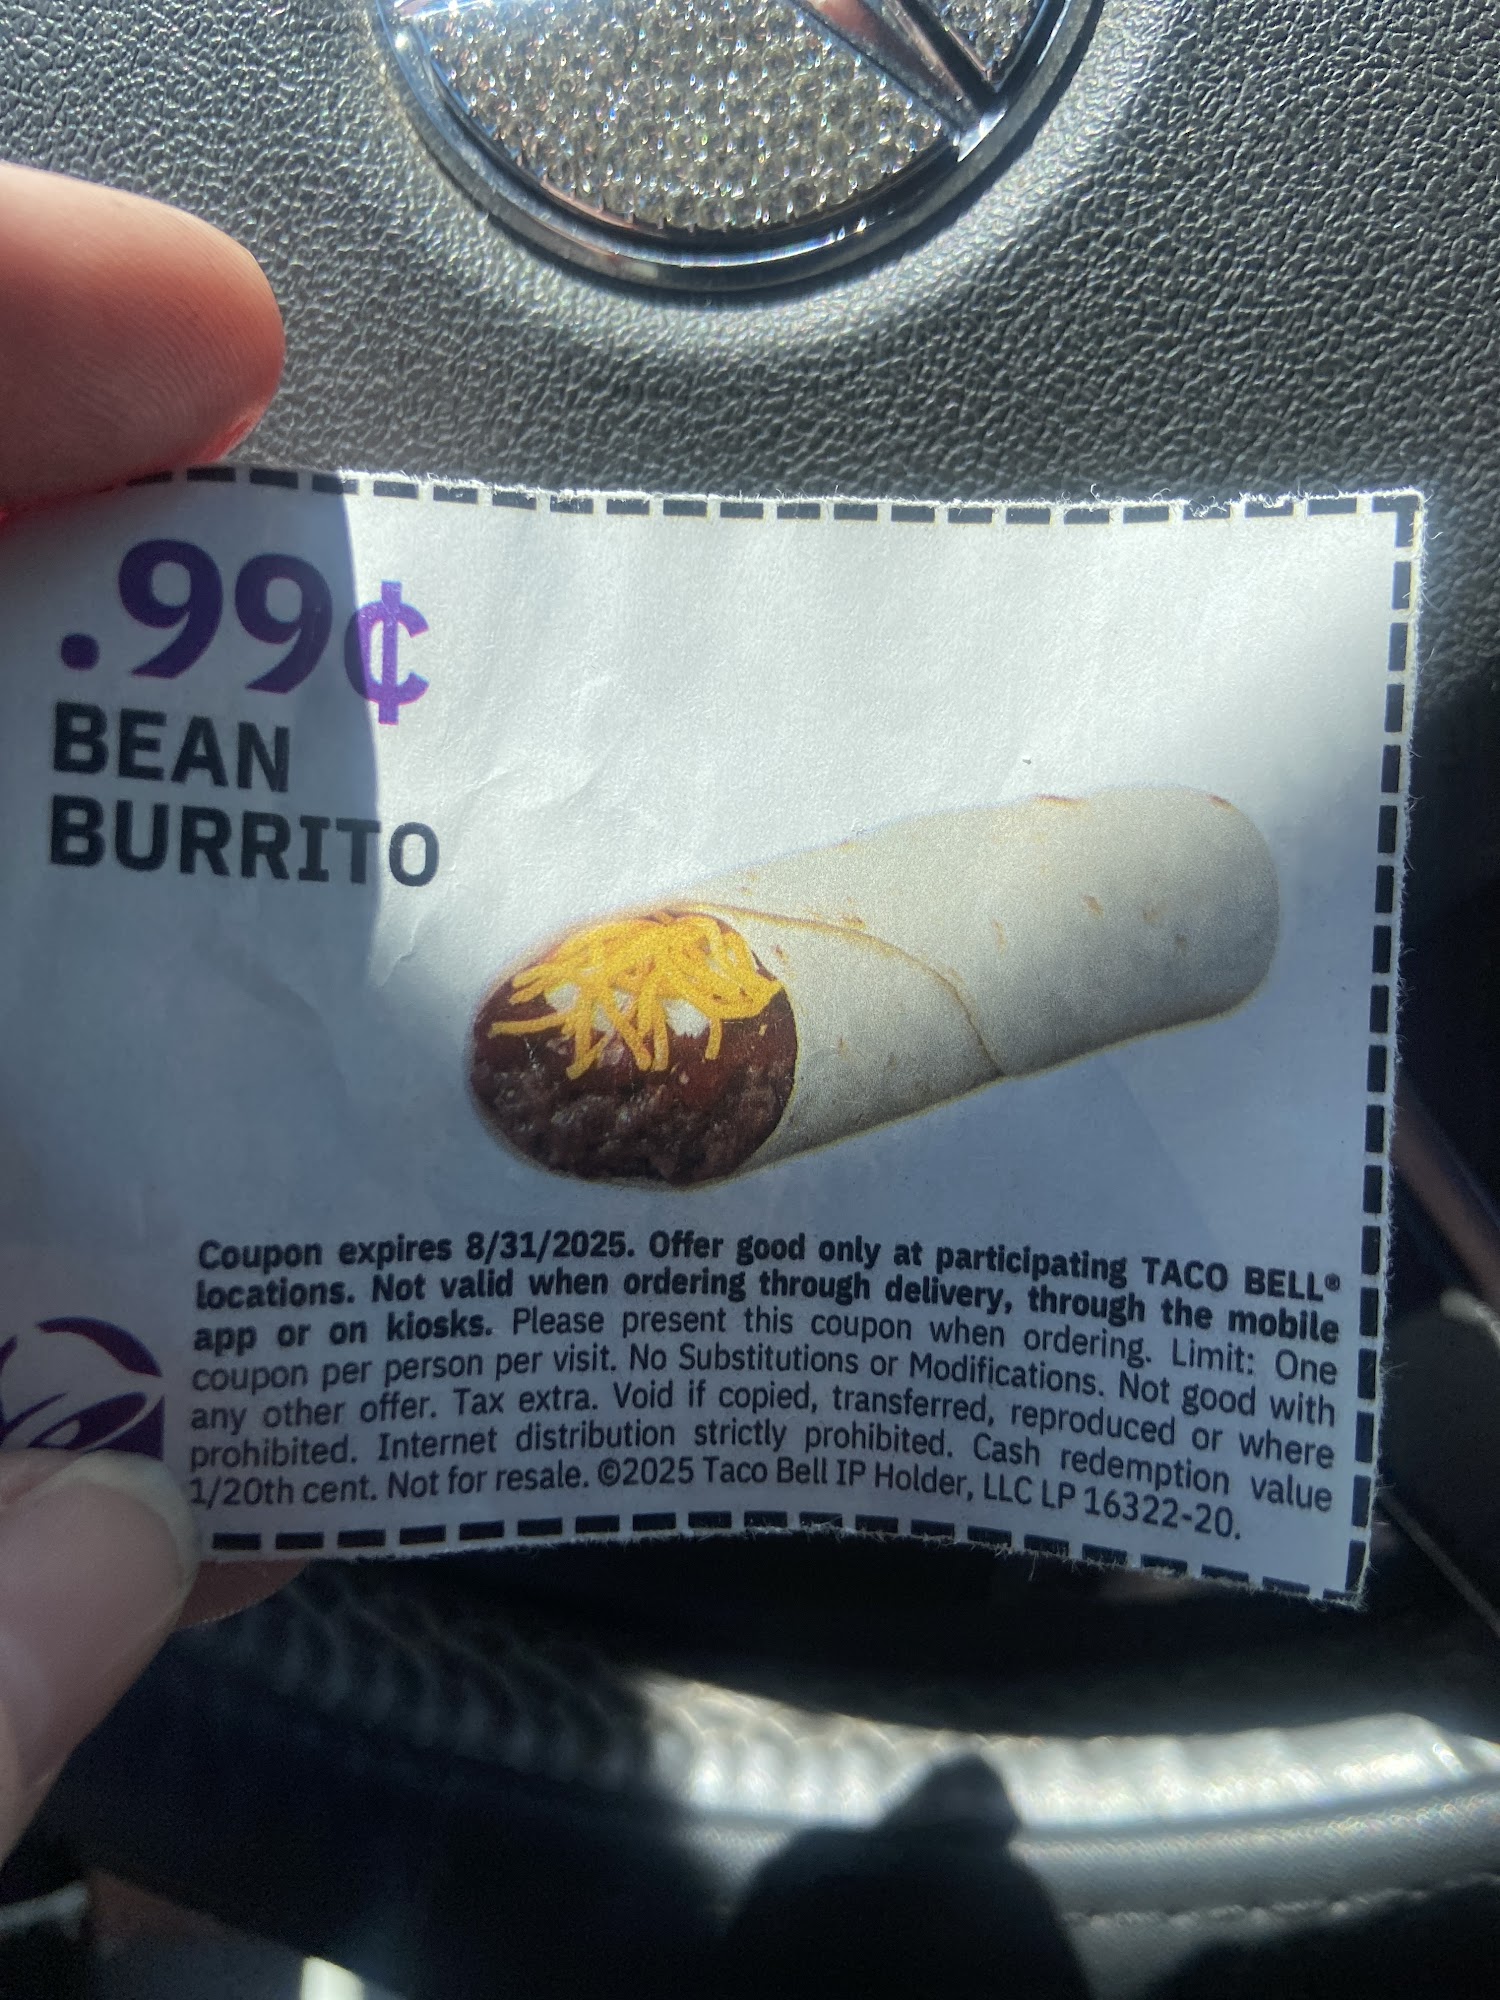 .99¢
BEAN
BURRITO
Coupon expires 8/31/2025. Offer good only at participating TACO BELL®
locations. Not valid when ordering through delivery, through the mobile
app or on kiosks. Please present this coupon when ordering. Limit: One
coupon per person per visit. No Substitutions or Modifications. Not good with
any other offer. Tax extra. Void if copied, transferred, reproduced or where
prohibited. Internet distribution strictly prohibited. Cash redemption value
1/20th cent. Not for resale. ©2025 Taco Bell IP Holder, LLC LP 16322-20.